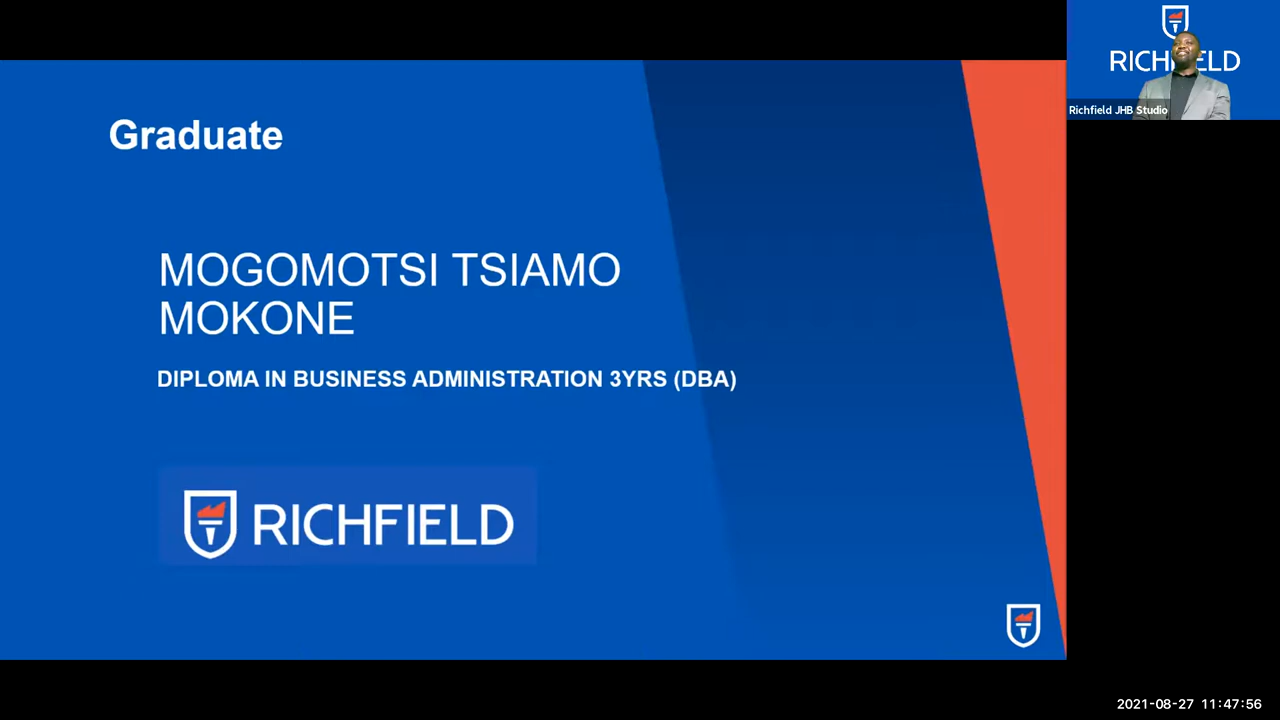 Graduate
MOGOMOTSI TSIAMO
MOKONE
DIPLOMA IN BUSINESS ADMINISTRATION 3YRS (DBA)
RICHFIELD
RICHFIELD
Richfield JHB Studio
2021-08-27 11:47:56